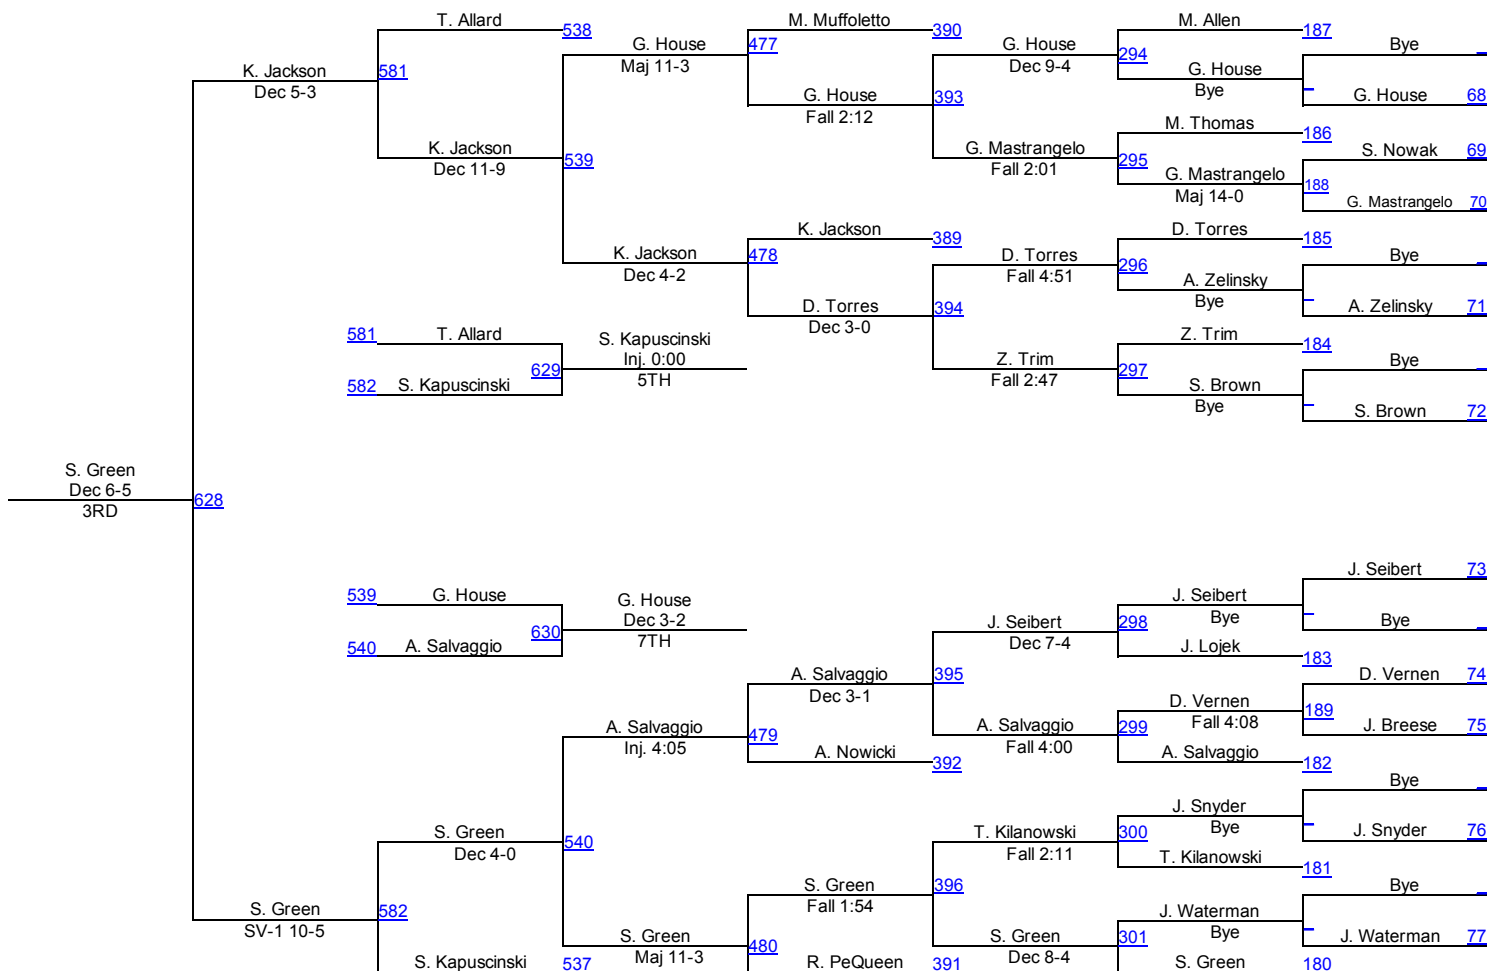 T. Allard 538 M. Muffoletto 390 M. Allen 187
G. House 477 G. House 294 Bye
K. Jackson 581 Maj 11-3 Dec 9-4 G. House
Dec 5-3 G. House 393 Bye G. House 68
Fall 2:12 M. Thomas 186
K. Jackson 539 G. Mastrangelo 295 S. Nowak 69
Dec 11-9 Fall 2:01 G. Mastrangelo 188
Maj 14-0 G. Mastrangelo 70
K. Jackson 389 D. Torres 185
K. Jackson 478 D. Torres 296 Bye
Dec 4-2 Fall 4:51 A. Zelinsky
D. Torres 394 Bye A. Zelinsky 71
581 T. Allard S. Kapuscinski Dec 3-0 Z. Trim 184
629 Inj. 0:00 Z. Trim 297 Bye
582 S. Kapuscinski 5TH Fall 2:47 S. Brown
Bye S. Brown 72
S. Green
Dec 6-5 628
3RD
J. Seibert 73
539 G. House G. House J. Seibert
630 Dec 3-2 J. Seibert 298 Bye Bye
540 A. Salvaggio 7TH Dec 7-4 J. Lojek 183
A. Salvaggio 395 D. Vernen 74
Dec 3-1 D. Vernen 189
A. Salvaggio 479 A. Salvaggio 299 Fall 4:08 J. Breese 75
Inj. 4:05 A. Nowicki 392 Fall 4:00 A. Salvaggio 182
Bye
J. Snyder
S. Green 540 T. Kilanowski 300 Bye J. Snyder 76
Dec 4-0 Fall 2:11 T. Kilanowski 181
S. Green 396 Bye
S. Green 582 Fall 1:54 J. Waterman
SV-1 10-5 S. Green 480 S. Green 301 Bye J. Waterman 77
S. Kapuscinski 537 Maj 11-3 R. PeQueen 391 Dec 8-4 S. Green 180